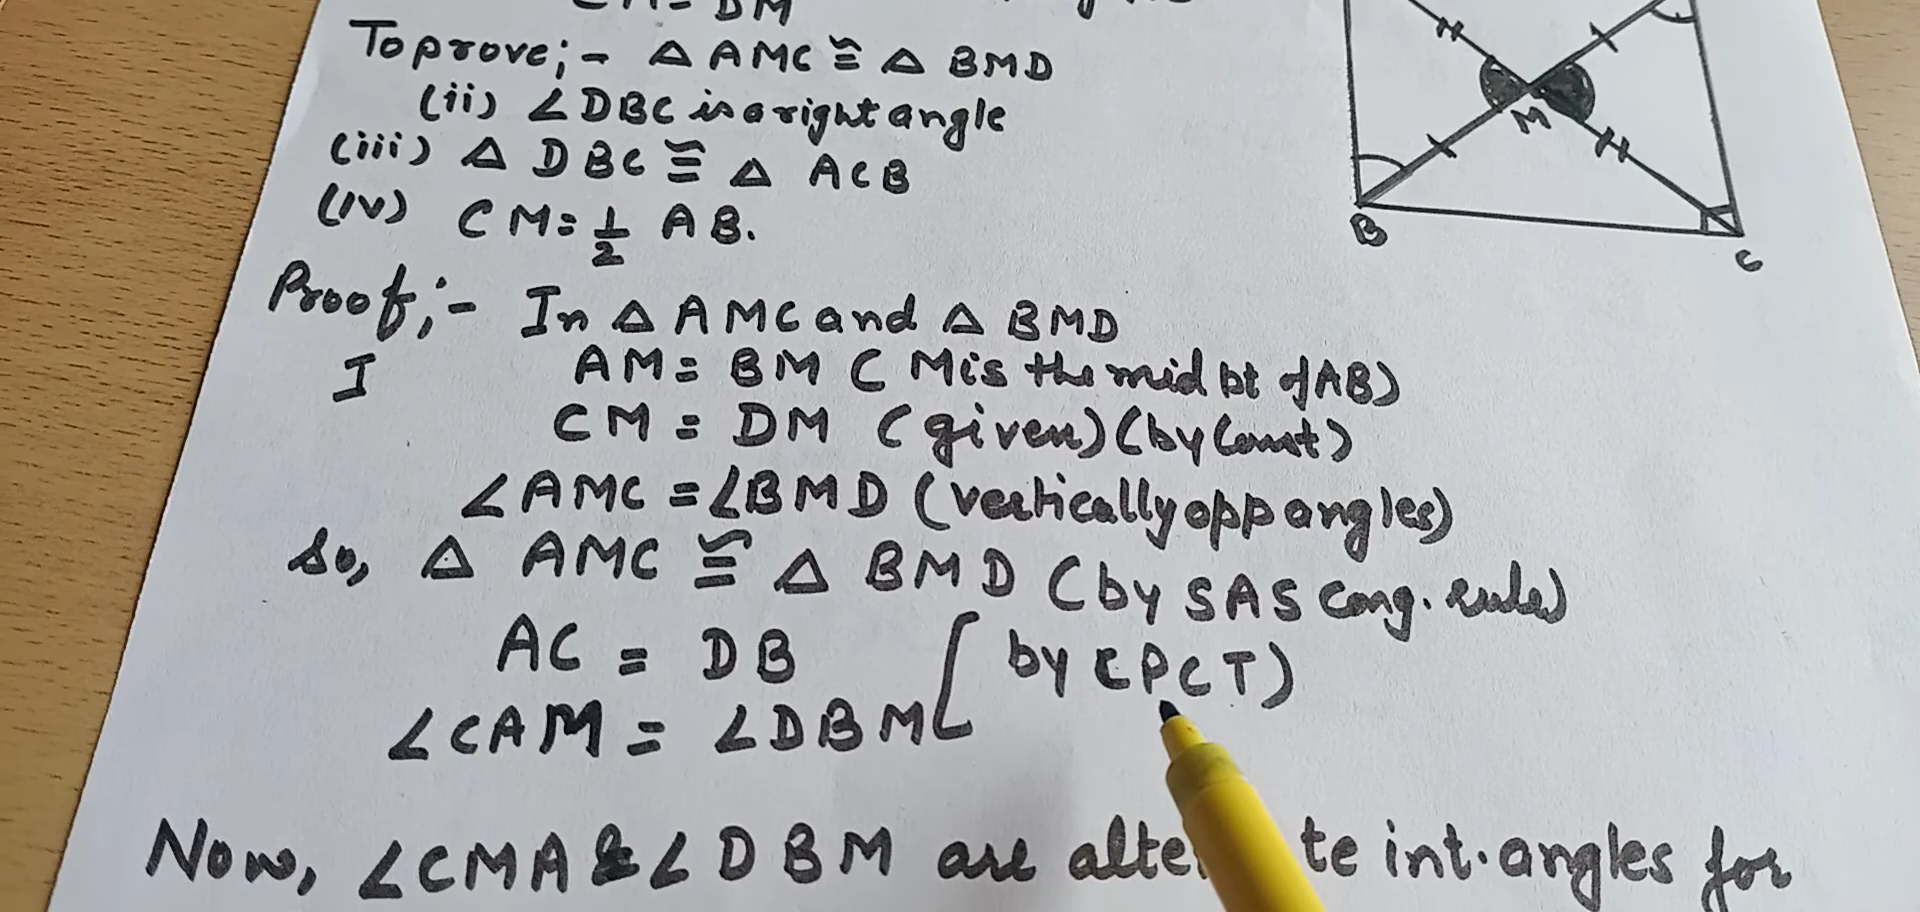 CM = DM
To prove;- △ AMC ≅ △ BMD
(ii) ∠DBC is a right angle
(iii) △ DBC ≅ △ ACB
(IV) CM = 1/2 AB.
Proof;- In △ AMC and △ BMD
I AM = BM ( M is the mid pt of AB)
CM = DM (given) (by Const)
∠AMC = ∠BMD (vertically opp angles)
So, △ AMC ≅ △ BMD (by SAS cong. rule)
AC = DB [ by CPCT)
∠CAM = ∠DBM
Now, ∠CMA & ∠DBM are alte te int. angles for
M
B
C